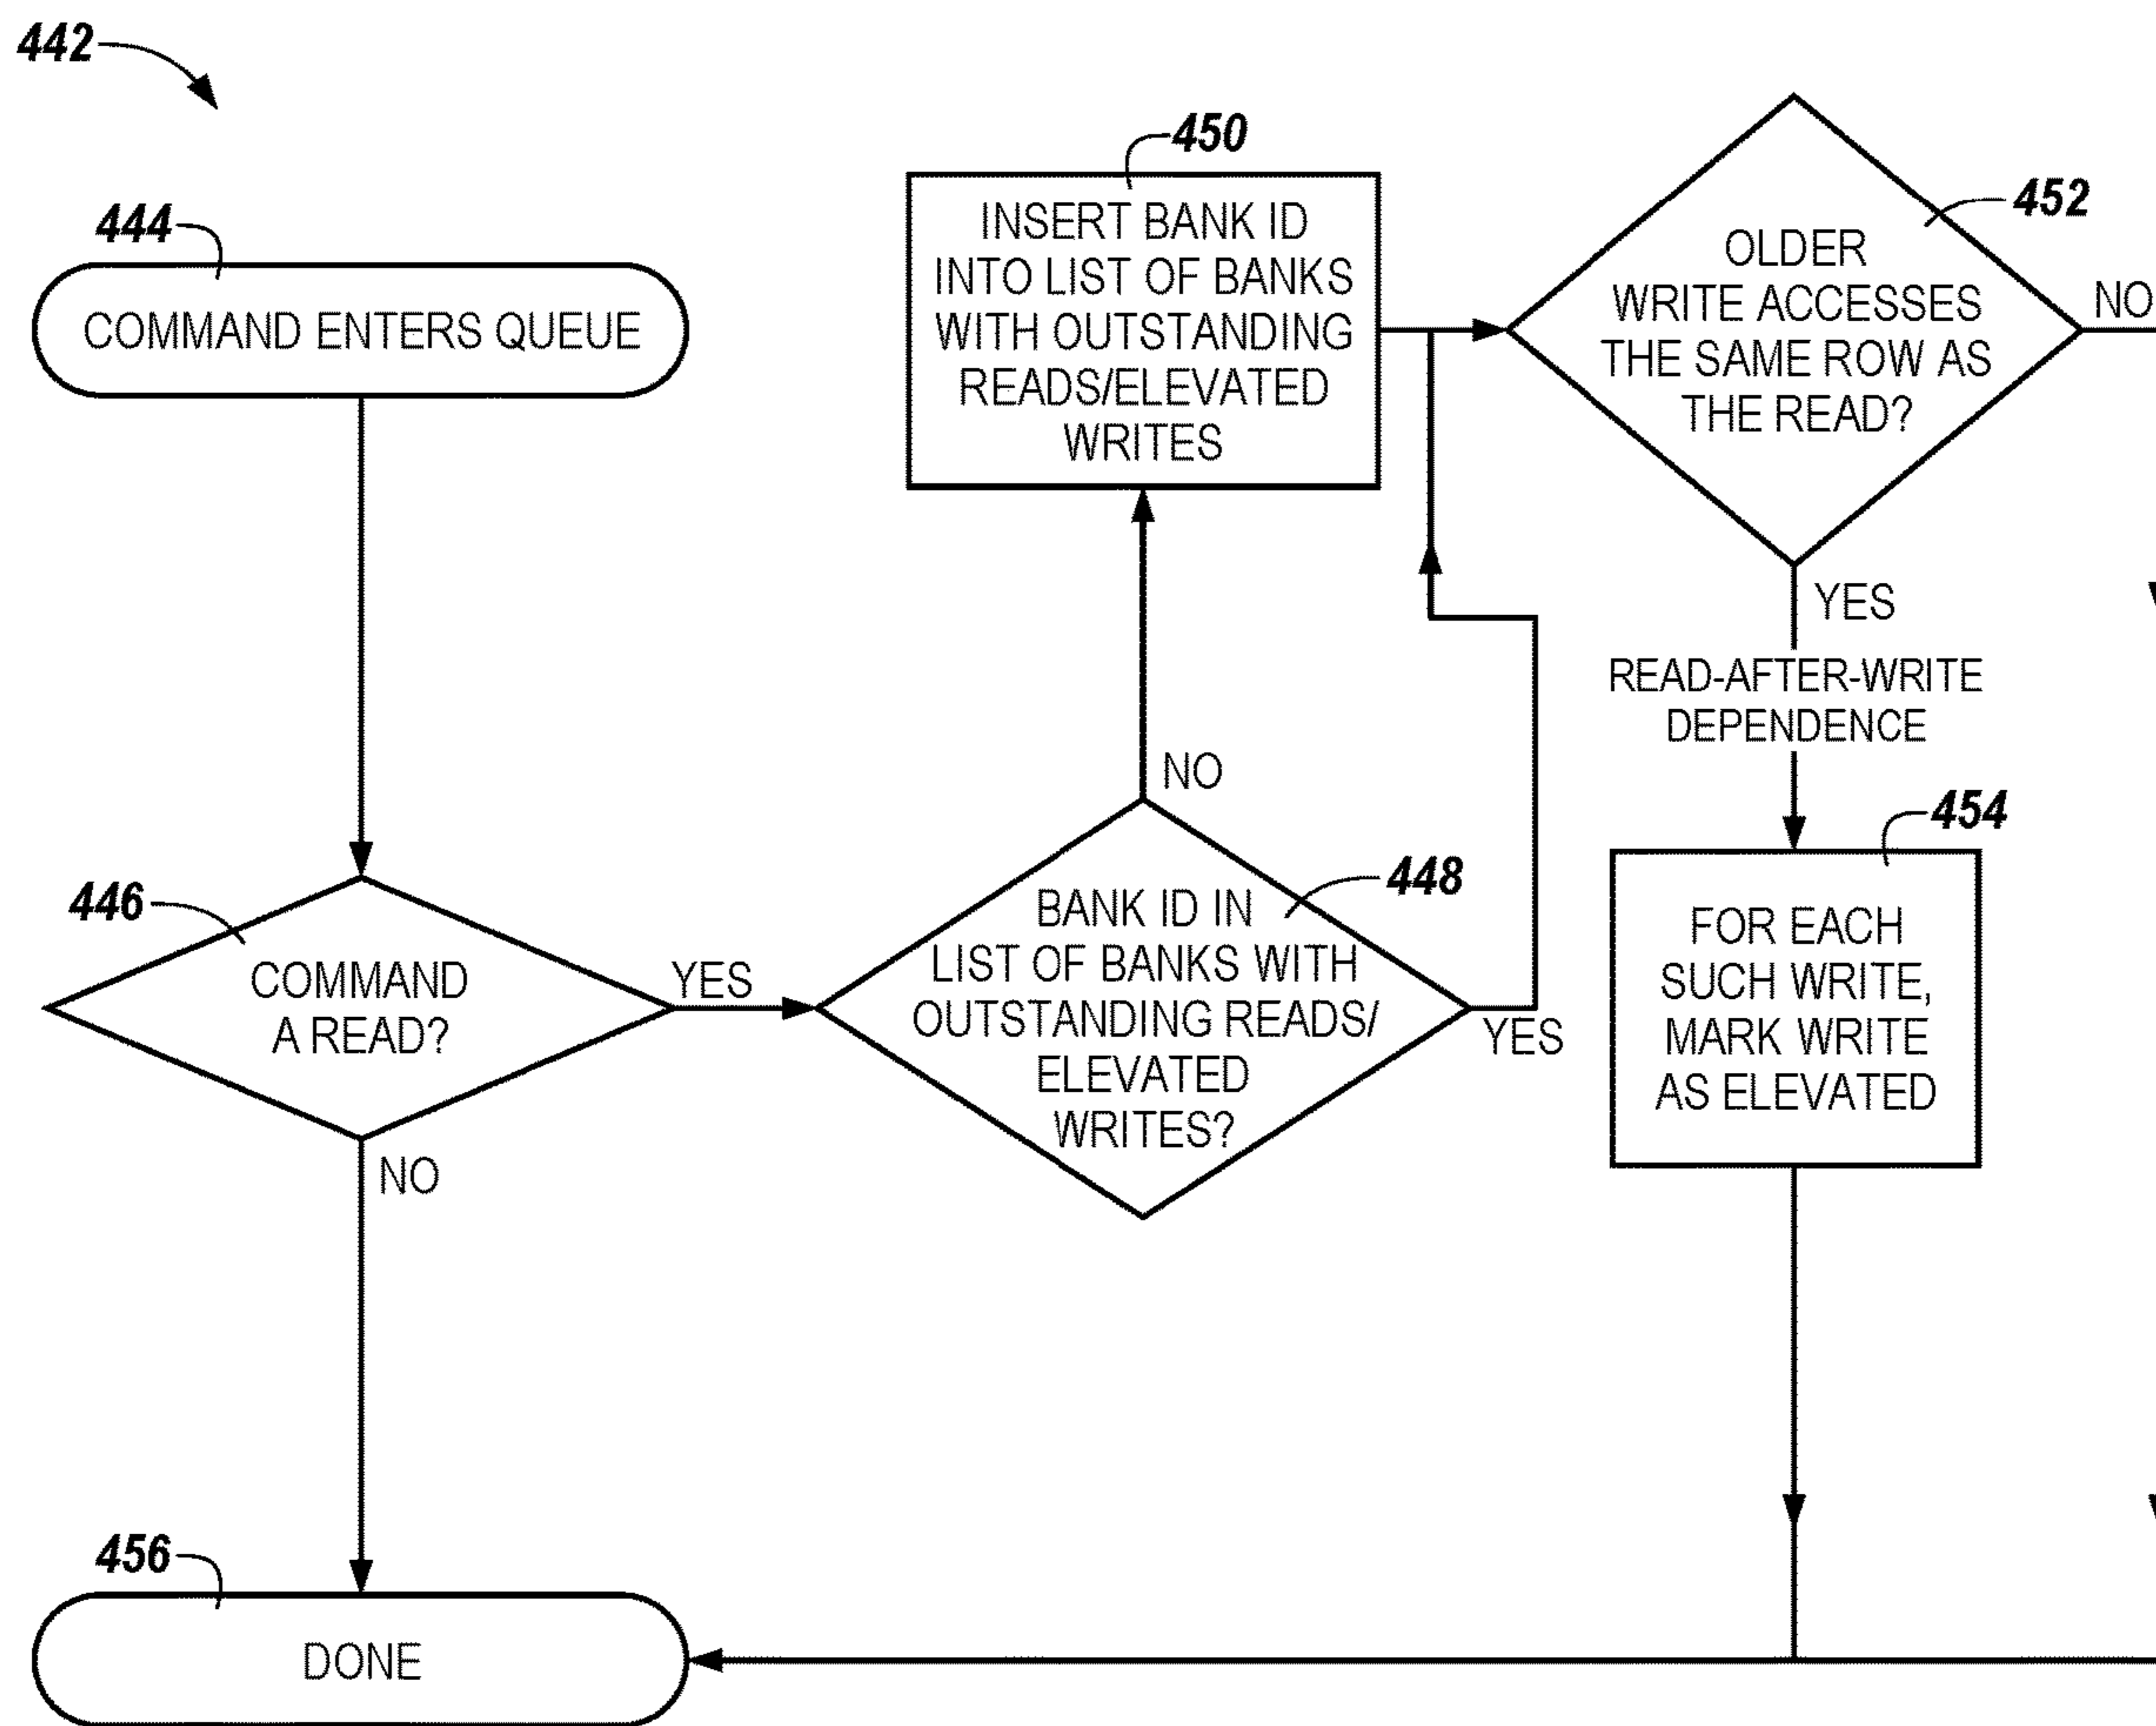 442
444
COMMAND ENTERS QUEUE
446
COMMAND
A READ?
YES
NO
456
DONE
450
INSERT BANK ID
INTO LIST OF BANKS
WITH OUTSTANDING
READS/ELEVATED
WRITES
NO
448
BANK ID IN
LIST OF BANKS WITH
OUTSTANDING READS/
ELEVATED
WRITES?
YES
452
OLDER
WRITE ACCESSES
THE SAME ROW AS
THE READ?
NO
YES
READ-AFTER-WRITE
DEPENDENCE
454
FOR EACH
SUCH WRITE,
MARK WRITE
AS ELEVATED